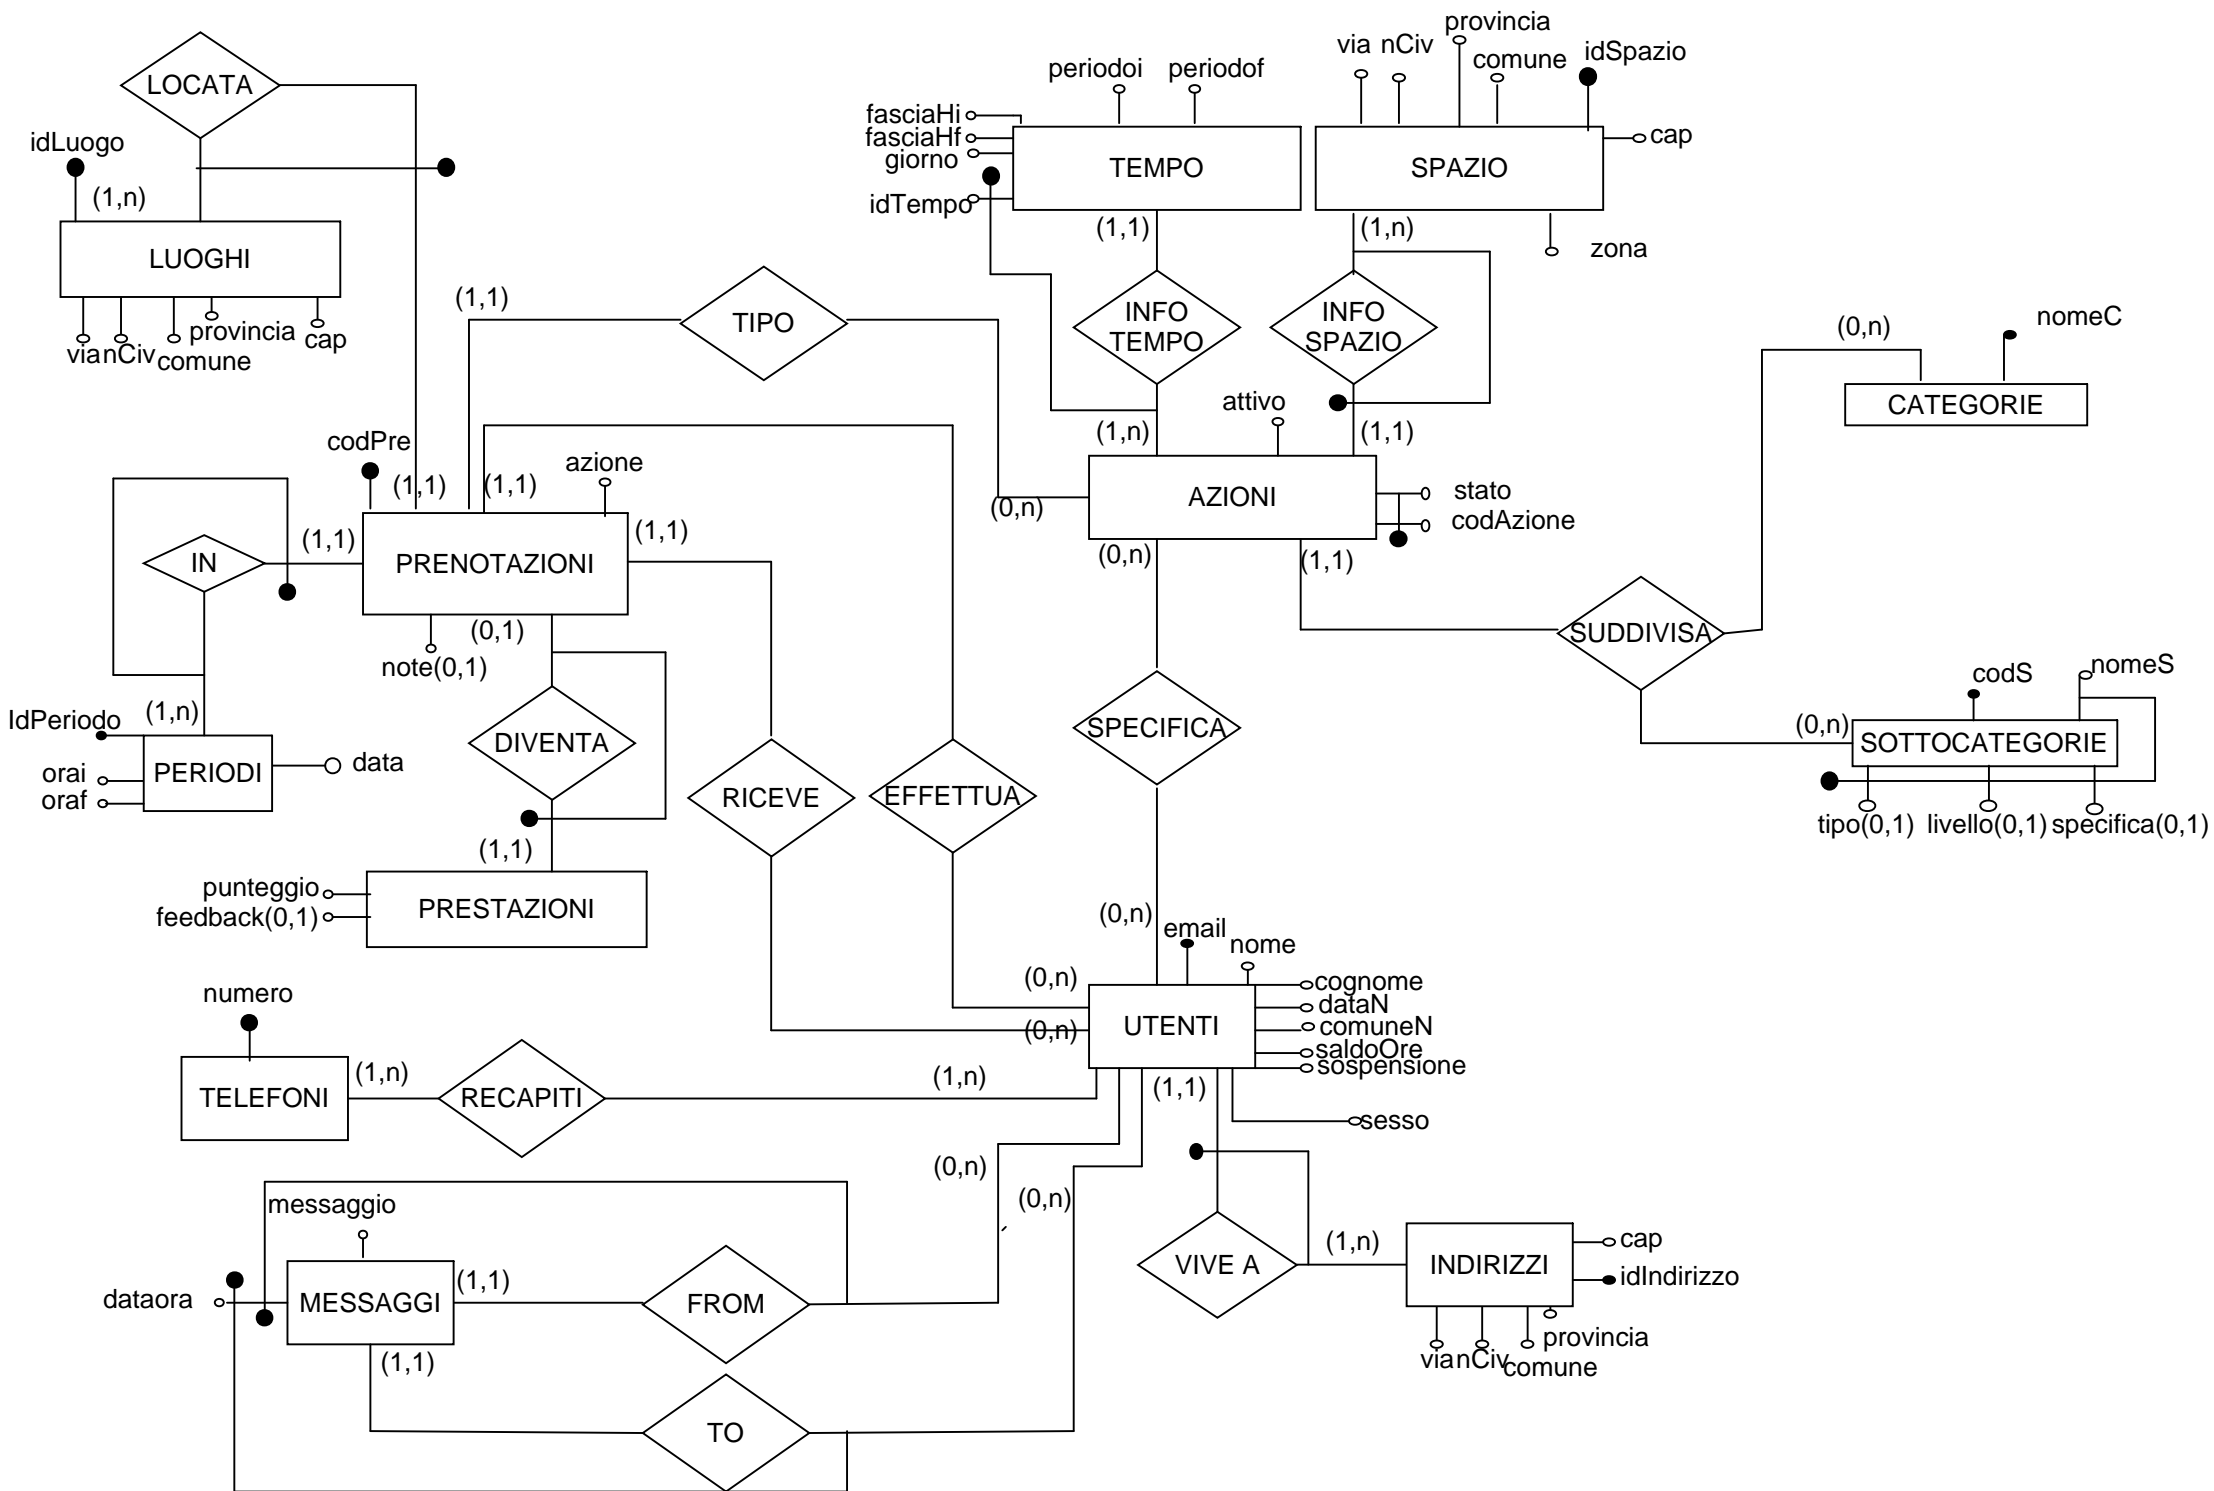 provincia
via nCiv
comune
idSpazio
periodoi
periodof
LOCATA
fasciaHi
fasciaHf
giorno
cap
idLuogo
TEMPO
SPAZIO
(1,n)
idTempo
(1,1)
(1,n)
zona
LUOGHI
(1,1)
TIPO
INFO
TEMPO
INFO
SPAZIO
nomeC
(0,n)
provincia
cap
via
nCiv
comune
CATEGORIE
attivo
codPre
azione
(1,n)
(1,1)
(1,1)
(1,1)
AZIONI
stato
codAzione
(0,n)
(1,1)
(1,1)
PRENOTAZIONI
IN
(0,n)
(1,1)
(0,1)
note(0,1)
SUDDIVISA
codS
nomeS
IdPeriodo
(1,n)
SPECIFICA
(0,n)
SOTTOCATEGORIE
DIVENTA
PERIODI
data
orai
oraf
RICEVE
EFFETTUA
tipo(0,1)
livello(0,1)
specifica(0,1)
(1,1)
punteggio
feedback(0,1)
PRESTAZIONI
(0,n)
email
nome
(0,n)
cognome
numero
dataN
UTENTI
comuneN
(0,n)
saldoOre
sospensione
(1,n)
(1,n)
(1,1)
TELEFONI
RECAPITI
sesso
(0,n)
(0,n)
messaggio
(1,n)
cap
VIVE A
INDIRIZZI
idIndirizzo
(1,1)
dataora
MESSAGGI
FROM
provincia
via
nCiv
comune
(1,1)
TO